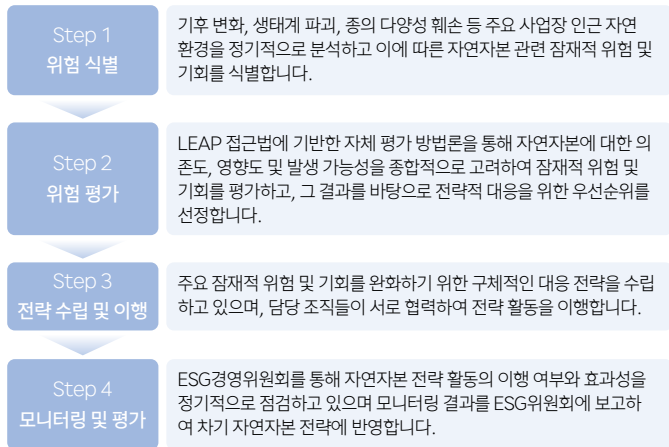 Step 1
위험 식별
기후 변화, 생태계 파괴, 종의 다양성 훼손 등 주요 사업장 인근 자연
환경을 정기적으로 분석하고 이에 따른 자연자본 관련 잠재적 위험 및
기회를 식별합니다.
Step 2
위험 평가
LEAP 접근법에 기반한 자체 평가 방법론을 통해 자연자본에 대한 의
존도, 영향도 및 발생 가능성을 종합적으로 고려하여 잠재적 위험 및
기회를 평가하고, 그 결과를 바탕으로 전략적 대응을 위한 우선순위를
선정합니다.
Step 3
전략 수립 및 이행
주요 잠재적 위험 및 기회를 완화하기 위한 구체적인 대응 전략을 수립
하고 있으며, 담당 조직들이 서로 협력하여 전략 활동을 이행합니다.
Step 4
모니터링 및 평가
ESG경영위원회를 통해 자연자본 전략 활동의 이행 여부와 효과성을
정기적으로 점검하고 있으며 모니터링 결과를 ESG위원회에 보고하
여 차기 자연자본 전략에 반영합니다.